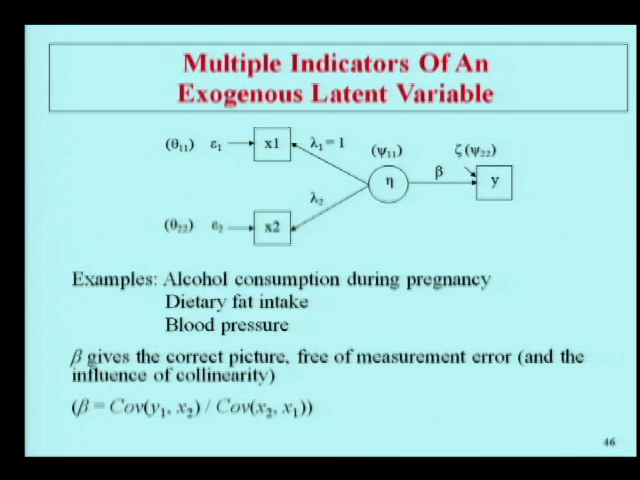 Multiple Indicators Of An
Exogenous Latent Variable
(θ₁₁) ε₁ x1 λ₁ = 1 (ψ₁₁) ζ (ψ₂₂)
η β y
λ₂
(θ₂₂) ε₂ x2
Examples: Alcohol consumption during pregnancy
Dietary fat intake
Blood pressure
β gives the correct picture, free of measurement error (and the
influence of collinearity)
(β = Cov(y₁, x₂) / Cov(x₂, x₁))
46